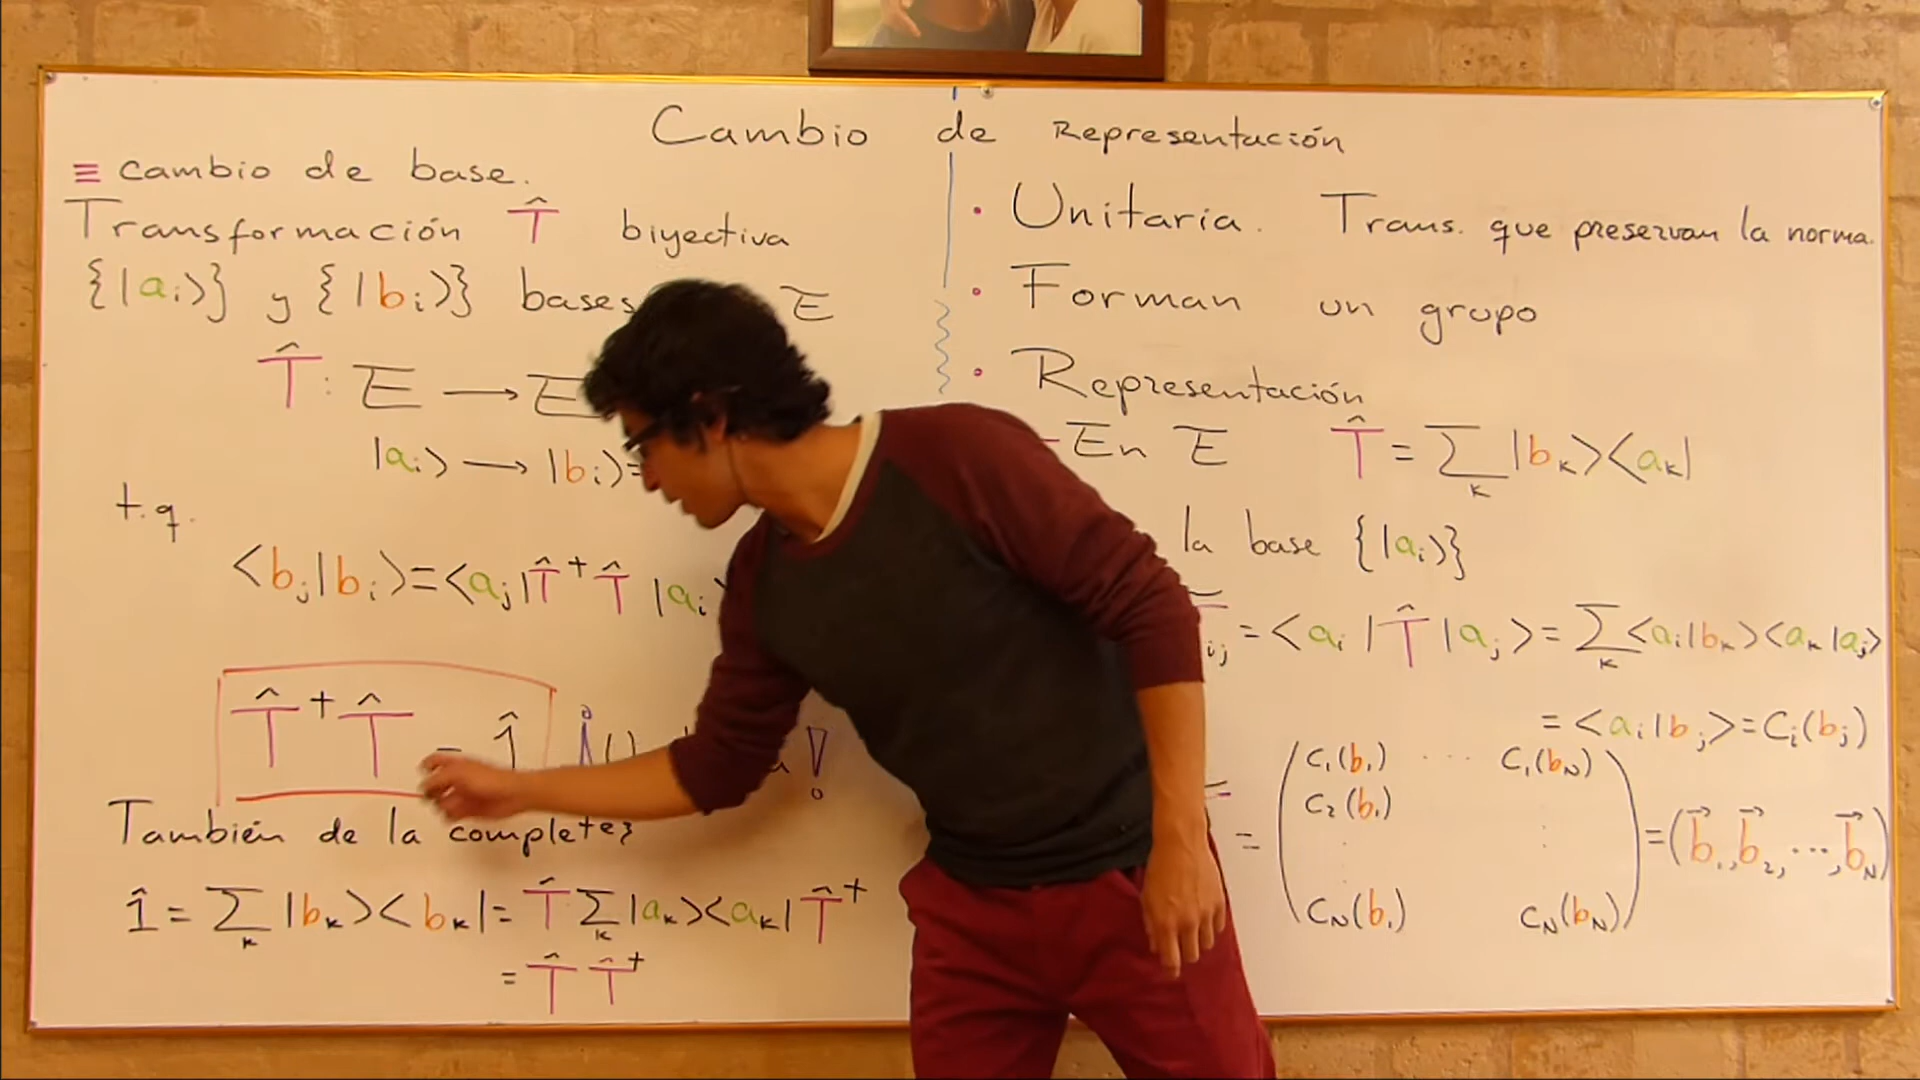 Cambio de Representación
≡ cambio de base.
Transformación T̂ biyectiva
{|aᵢ⟩} y {|bᵢ⟩} bases E
T̂: E → E
|aᵢ⟩ → |bᵢ⟩=
t.q.
<bⱼ|bᵢ>=<aⱼ|T̂⁺T̂|aᵢ>
T̂⁺T̂ = 1̂
También de la completez
1̂ = Σₖ |bₖ><bₖ| = T̂ Σₖ |aₖ><aₖ| T̂⁺
= T̂ T̂⁺
• Unitaria. Trans. que preservan la norma.
• Forman un grupo
• Representación
- En E T̂ = Σₖ |bₖ><aₖ|
la base {|aᵢ⟩}
ᵢⱼ = <aᵢ|T̂|aⱼ> = Σₖ <aᵢ|bₖ><aₖ|aⱼ>
= <aᵢ|bⱼ> = Cᵢ(bⱼ)
= ( C₁(b₁) ... C₁(b_N)
C₂(b₁) ⋮
⋮
C_N(b₁) C_N(b_N) ) = (b⃗₁, b⃗₂, ..., b⃗_N)